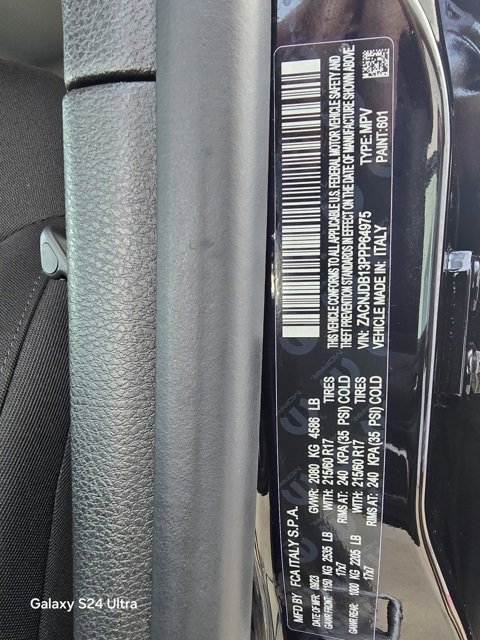 MFD BY: FCA ITALY S.P.A.
DATE OF MFR: 09/23 GVWR: 2080 KG 4586 LB
GAWR FRONT: 1150 KG 2535 LB WITH: 215/60 R17 TIRES
17x7 RIMS AT: 240 KPA(35 PSI) COLD
GAWR REAR: 1000 KG 2205 LB WITH: 215/60 R17 TIRES
17x7 RIMS AT: 240 KPA(35 PSI) COLD
THIS VEHICLE CONFORMS TO ALL APPLICABLE U.S. FEDERAL MOTOR VEHICLE SAFETY AND
THEFT PREVENTION STANDARDS IN EFFECT ON THE DATE OF MANUFACTURE SHOWN ABOVE.
VIN: ZACNJDB13PPP64975 TYPE: MPV
VEHICLE MADE IN: ITALY PAINT: 601
Galaxy S24 Ultra